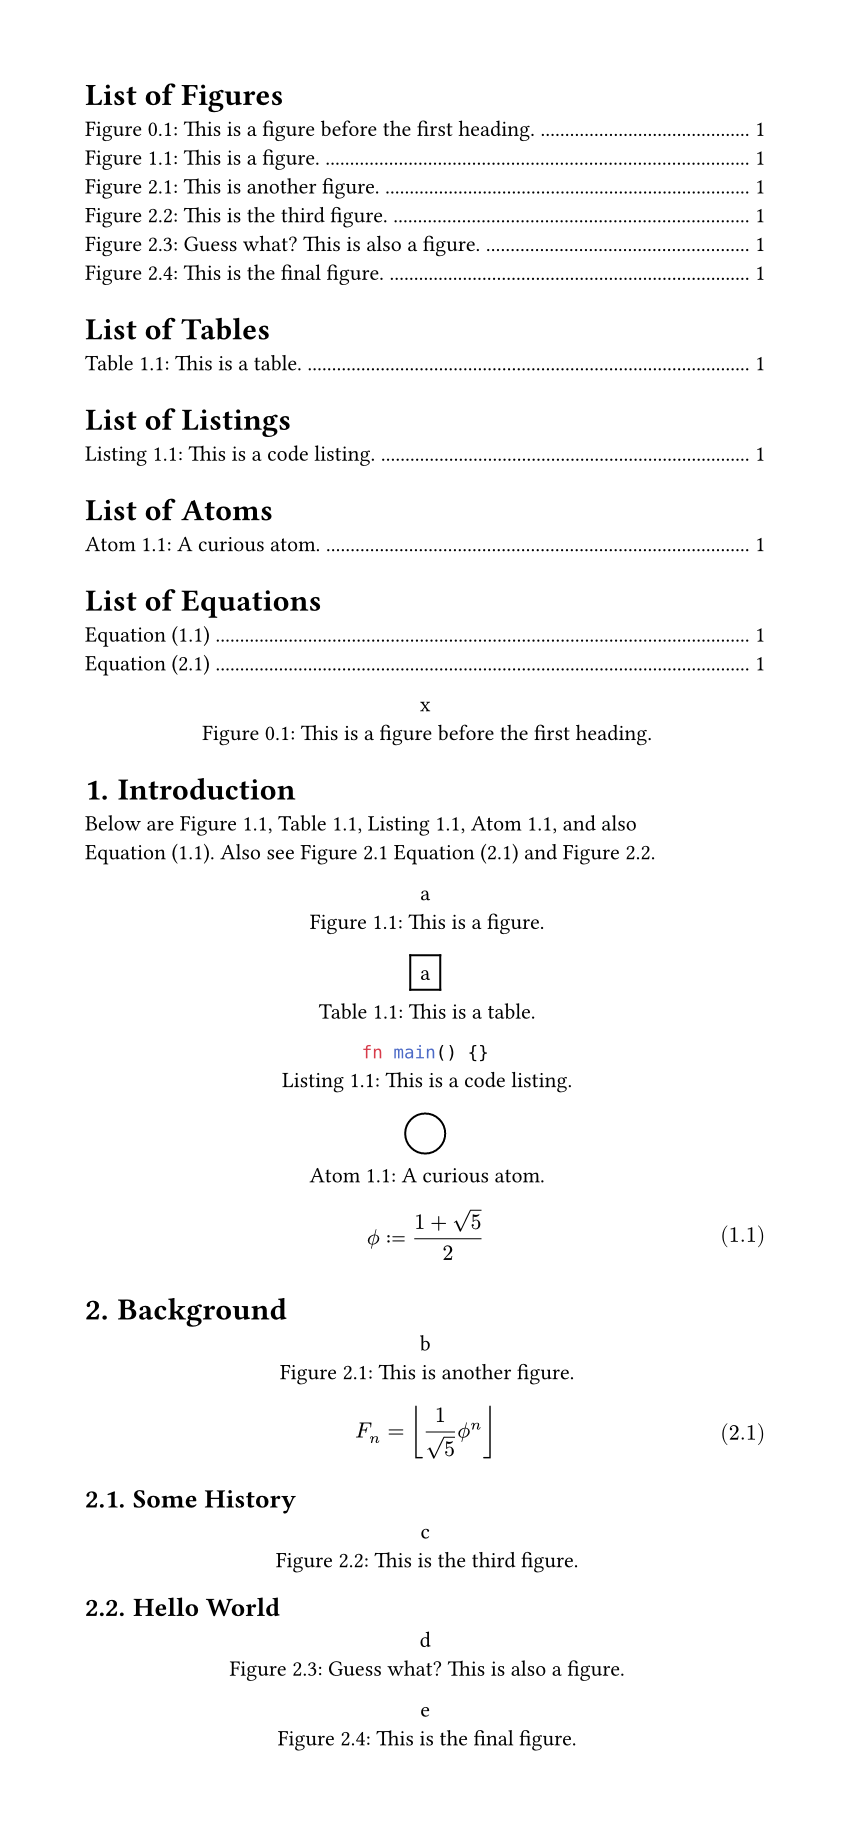 List of Figures
Figure 0.1: This is a figure before the first heading. ........................................... 1
Figure 1.1: This is a figure. ....................................................................................... 1
Figure 2.1: This is another figure. ........................................................................... 1
Figure 2.2: This is the third figure. ......................................................................... 1
Figure 2.3: Guess what? This is also a figure. ...................................................... 1
Figure 2.4: This is the final figure. .......................................................................... 1
List of Tables
Table 1.1: This is a table. ........................................................................................... 1
List of Listings
Listing 1.1: This is a code listing. ............................................................................ 1
List of Atoms
Atom 1.1: A curious atom. ....................................................................................... 1
List of Equations
Equation (1.1) .............................................................................................................. 1
Equation (2.1) .............................................................................................................. 1
x
Figure 0.1: This is a figure before the first heading.
1. Introduction
Below are Figure 1.1, Table 1.1, Listing 1.1, Atom 1.1, and also
Equation (1.1). Also see Figure 2.1 Equation (2.1) and Figure 2.2.
a
Figure 1.1: This is a figure.
a
Table 1.1: This is a table.
fn main() {}
Listing 1.1: This is a code listing.
Atom 1.1: A curious atom.
ϕ := (1 + √5) / 2 (1.1)
2. Background
b
Figure 2.1: This is another figure.
Fₙ = ⌊1/√5 ϕⁿ⌋ (2.1)
2.1. Some History
c
Figure 2.2: This is the third figure.
2.2. Hello World
d
Figure 2.3: Guess what? This is also a figure.
e
Figure 2.4: This is the final figure.